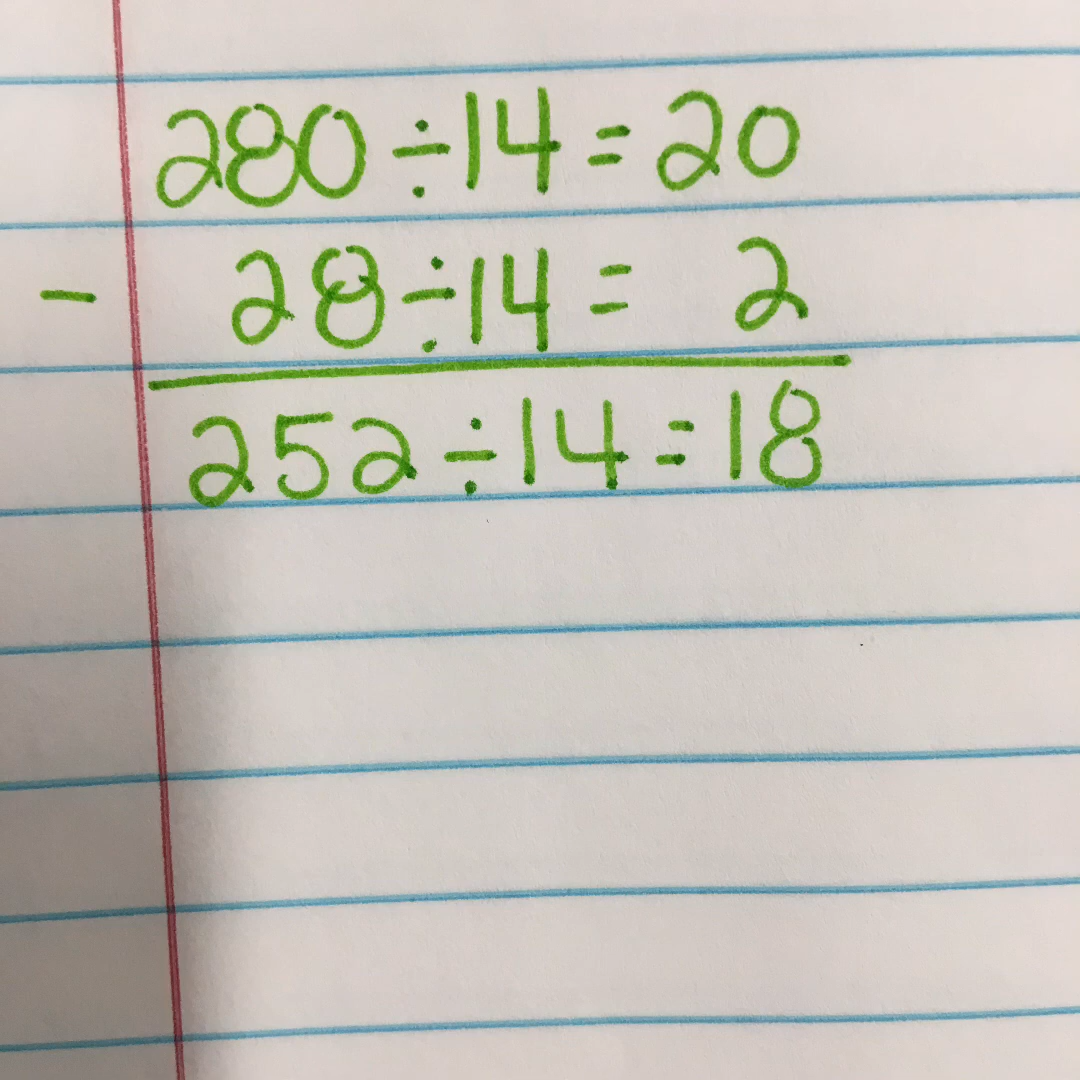 280 ÷ 14 = 20
- 28 ÷ 14 = 2
252 ÷ 14 = 18